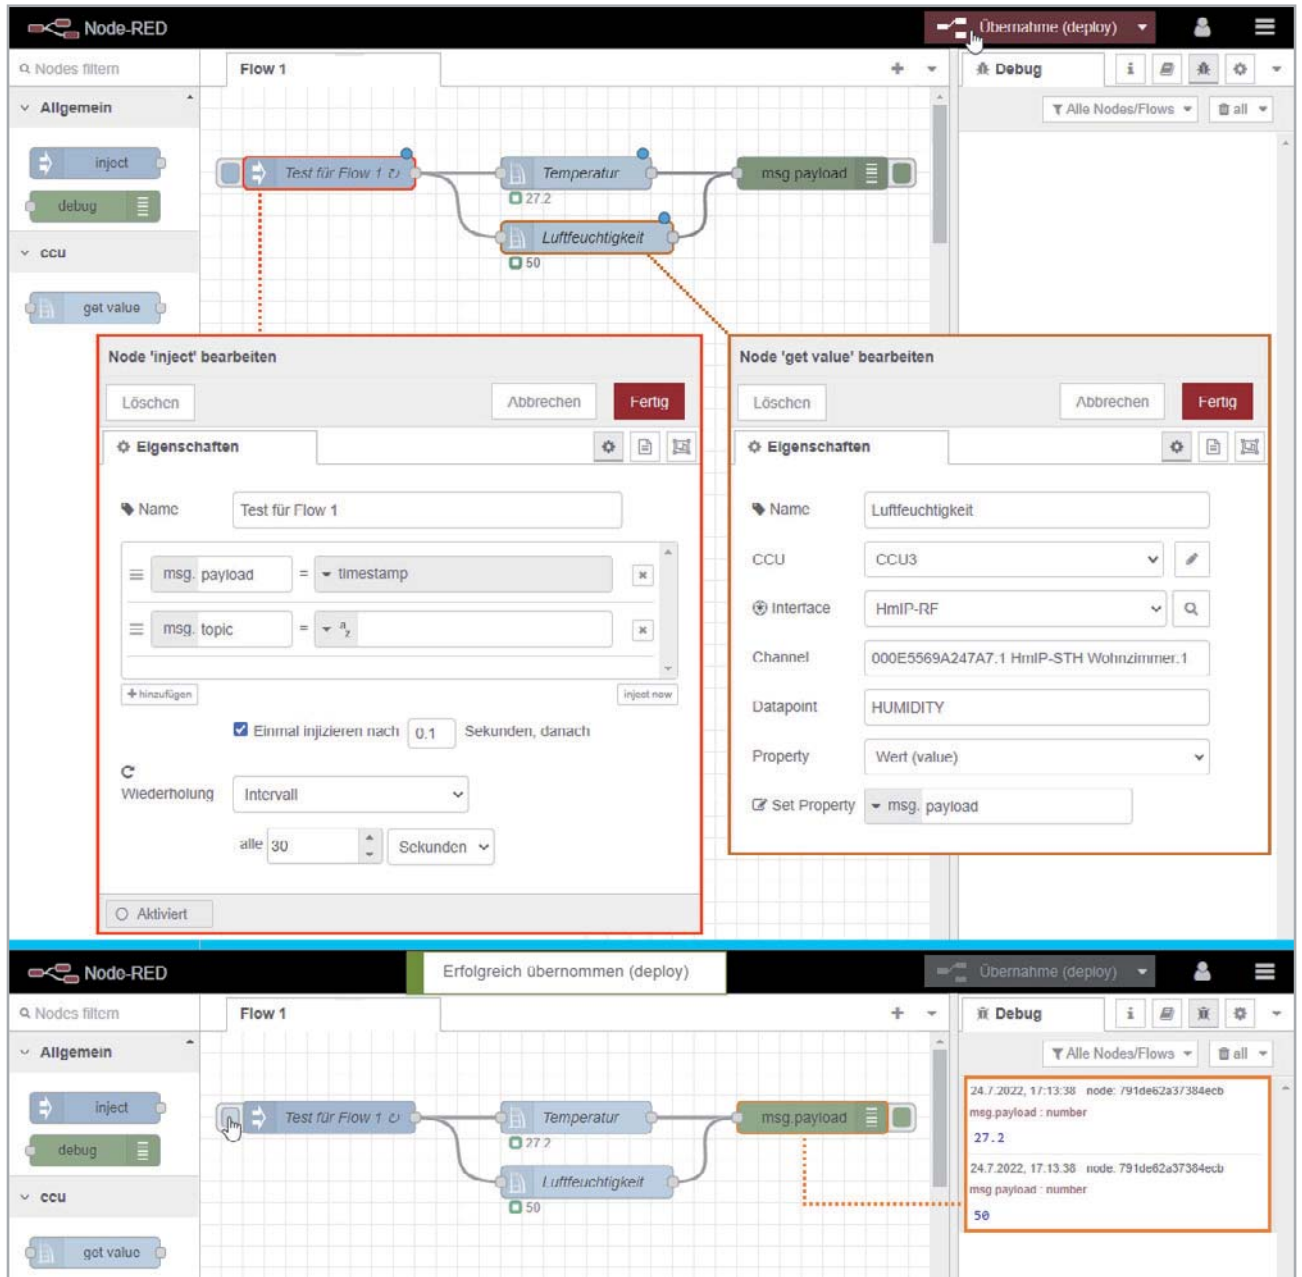 Node-RED
Übernahme (deploy)
Nodes filtern
Flow 1
Debug
Allgemein
Alle Nodes/Flows
all
inject
Test für Flow 1 ↻
Temperatur
msg.payload
debug
27.2
Luftfeuchtigkeit
ccu
50
get value
Node 'inject' bearbeiten
Löschen
Abbrechen
Fertig
Eigenschaften
Name
Test für Flow 1
msg. payload = timestamp
msg. topic = a z
hinzufügen
inject now
Einmal injizieren nach 0.1 Sekunden, danach
Wiederholung
Intervall
alle 30 Sekunden
Aktiviert
Node 'get value' bearbeiten
Löschen
Abbrechen
Fertig
Eigenschaften
Name
Luftfeuchtigkeit
CCU
CCU3
Interface
HmIP-RF
Channel
000E5569A247A7:1 HmIP-STH Wohnzimmer:1
Datapoint
HUMIDITY
Property
Wert (value)
Set Property
msg. payload
Node-RED
Erfolgreich übernommen (deploy)
Übernahme (deploy)
Nodes filtern
Flow 1
Debug
Allgemein
Alle Nodes/Flows
all
inject
Test für Flow 1 ↻
Temperatur
msg.payload
debug
27.2
Luftfeuchtigkeit
ccu
50
get value
24.7.2022, 17:13:38 node: 791de62a37384ecb
msg.payload : number
27.2
24.7.2022, 17:13:38 node: 791de62a37384ecb
msg.payload : number
50